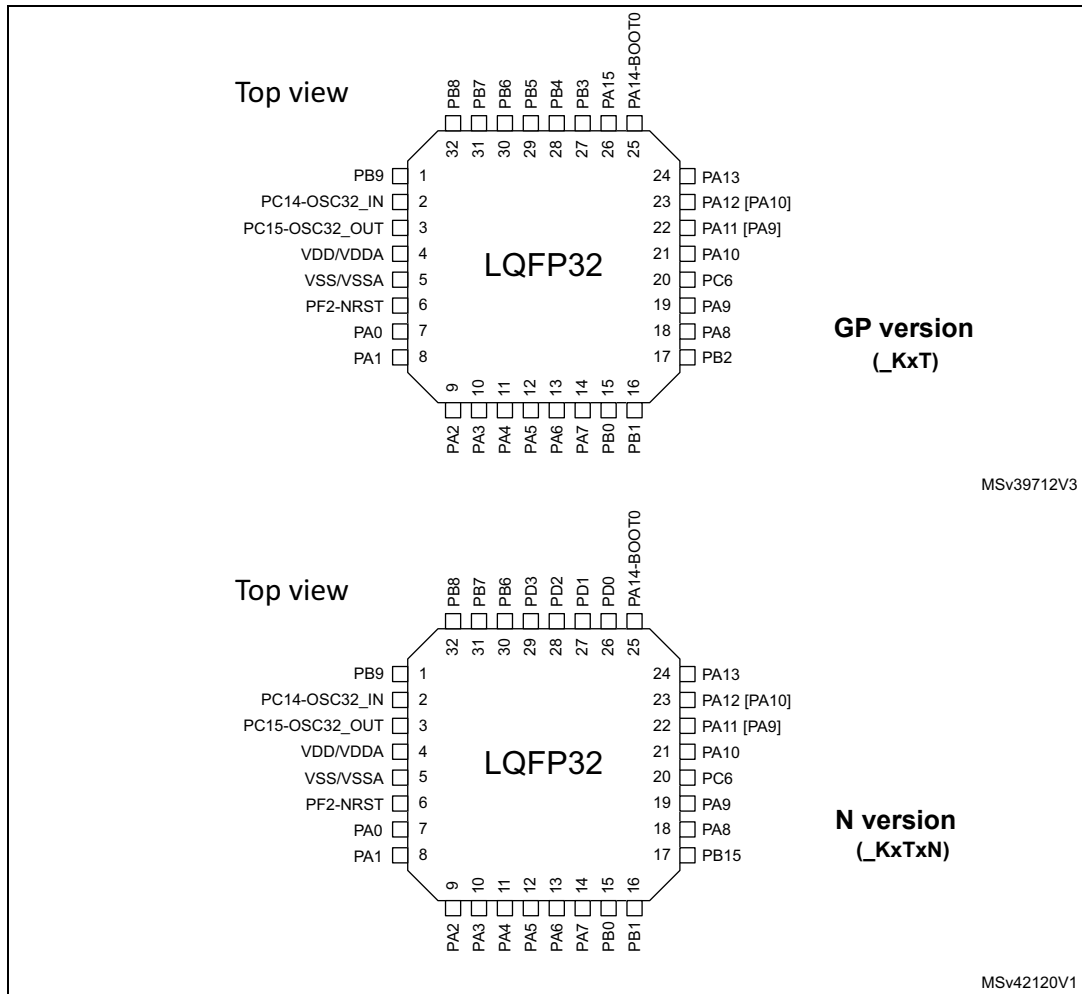 Top view
PB8 PB7 PB6 PB5 PB4 PB3 PA15 PA14-BOOT0
32 31 30 29 28 27 26 25
PB9 1 24 PA13
PC14-OSC32_IN 2 23 PA12 [PA10]
PC15-OSC32_OUT 3 22 PA11 [PA9]
VDD/VDDA 4 21 PA10
LQFP32
VSS/VSSA 5 20 PC6
PF2-NRST 6 19 PA9
PA0 7 18 PA8
PA1 8 17 PB2
GP version
(_KxT)
9 10 11 12 13 14 15 16
PA2 PA3 PA4 PA5 PA6 PA7 PB0 PB1
MSv39712V3
Top view
PB8 PB7 PB6 PD3 PD2 PD1 PD0 PA14-BOOT0
32 31 30 29 28 27 26 25
PB9 1 24 PA13
PC14-OSC32_IN 2 23 PA12 [PA10]
PC15-OSC32_OUT 3 22 PA11 [PA9]
VDD/VDDA 4 21 PA10
LQFP32
VSS/VSSA 5 20 PC6
PF2-NRST 6 19 PA9
PA0 7 18 PA8
PA1 8 17 PB15
N version
(_KxTxN)
9 10 11 12 13 14 15 16
PA2 PA3 PA4 PA5 PA6 PA7 PB0 PB1
MSv42120V1